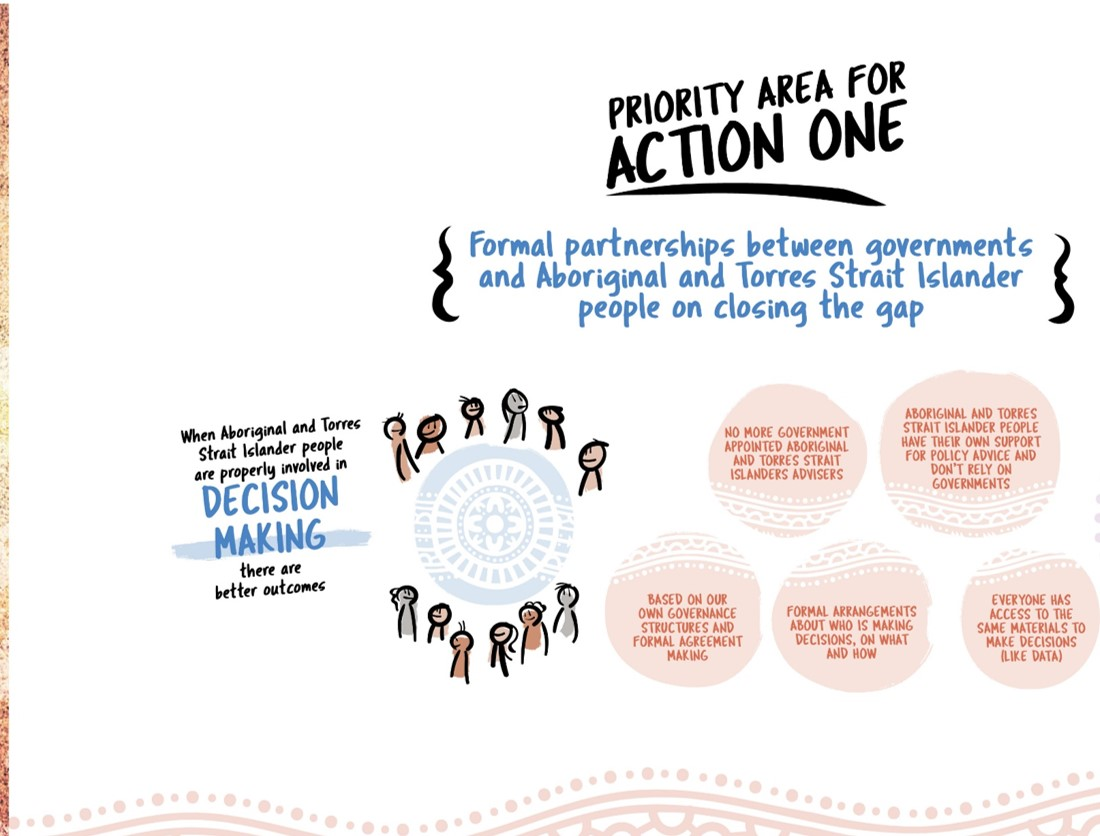 PRIORITY AREA FOR
ACTION ONE
Formal partnerships between governments
and Aboriginal and Torres Strait Islander
people on closing the gap
When Aboriginal and Torres
Strait Islander people
are properly involved in
DECISION
MAKING
there are
better outcomes
NO MORE GOVERNMENT
APPOINTED ABORIGINAL
AND TORRES STRAIT
ISLANDERS ADVISERS
ABORIGINAL AND TORRES
STRAIT ISLANDER PEOPLE
HAVE THEIR OWN SUPPORT
FOR POLICY ADVICE AND
DON'T RELY ON
GOVERNMENTS
BASED ON OUR
OWN GOVERNANCE
STRUCTURES AND
FORMAL AGREEMENT
MAKING
FORMAL ARRANGEMENTS
ABOUT WHO IS MAKING
DECISIONS, ON WHAT
AND HOW
EVERYONE HAS
ACCESS TO THE
SAME MATERIALS TO
MAKE DECISIONS
(LIKE DATA)